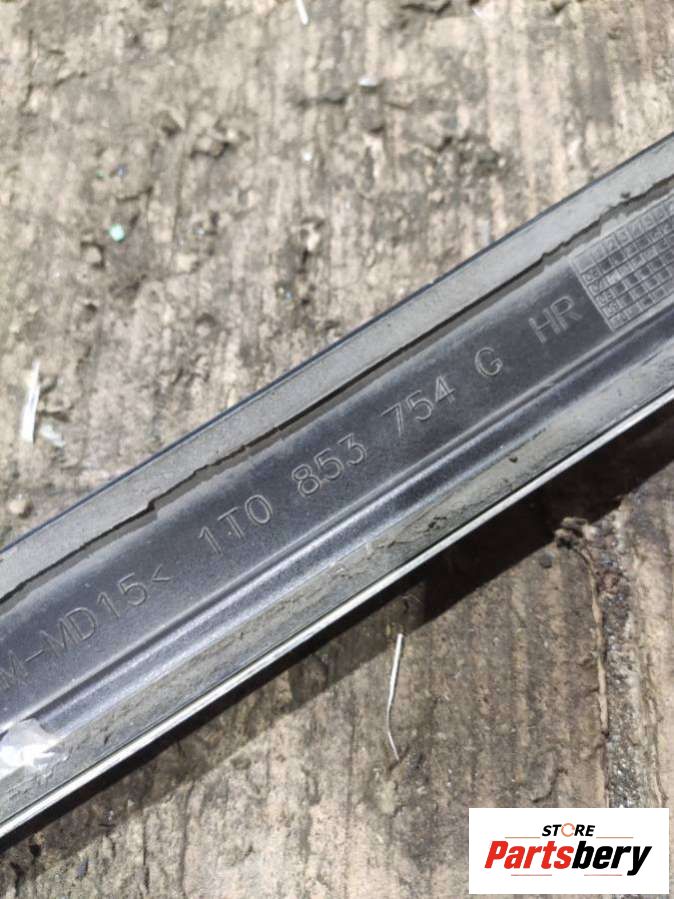 M-MD15< 1T0 853 754 G HR
STORE
Partsbery